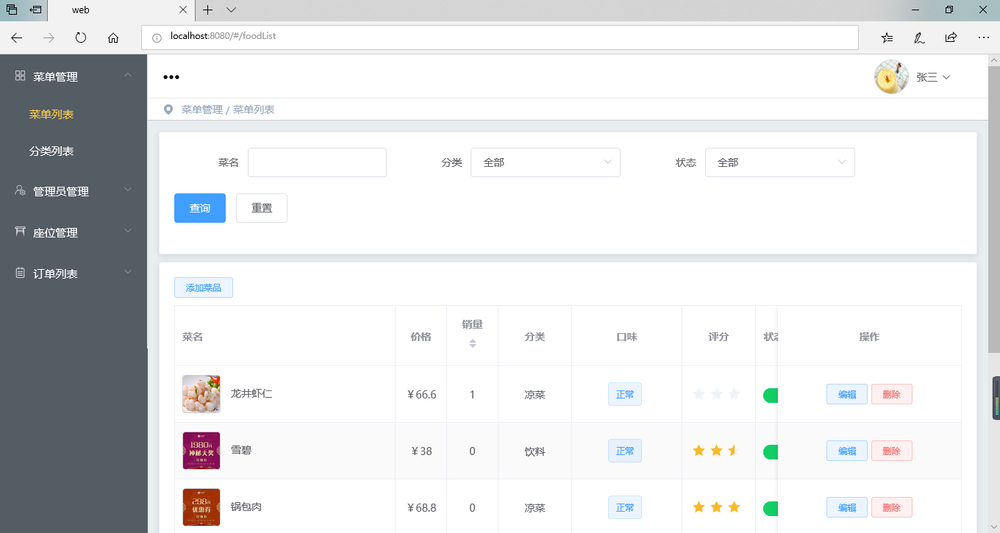 web
localhost:8080/#/foodList
菜单管理
菜单列表
分类列表
管理员管理
座位管理
订单列表
•••
张三
菜单管理 / 菜单列表
菜名
分类 全部
状态 全部
查询 重置
添加菜品
菜名 价格 销量 分类 口味 评分 状态 操作
龙井虾仁 ¥ 66.6 1 凉菜 正常 编辑 删除
1980元
神秘大奖
雪碧 ¥ 38 0 饮料 正常 编辑 删除
298元
优惠券
锅包肉 ¥ 68.8 0 凉菜 正常 编辑 删除